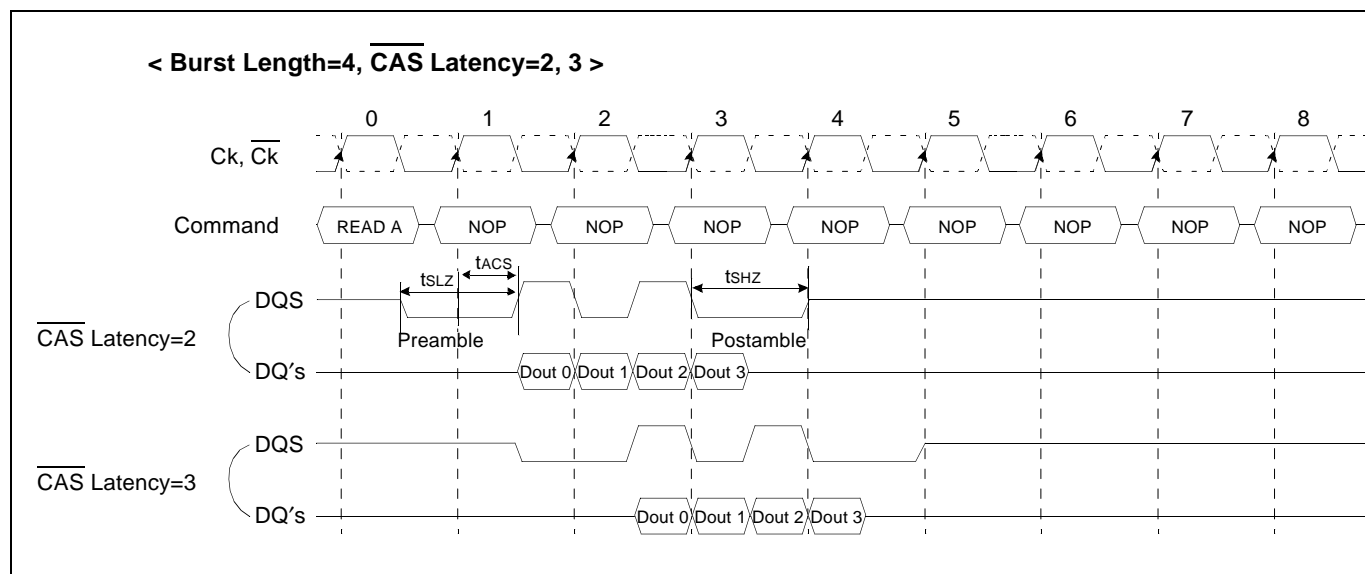 < Burst Length=4, CAS Latency=2, 3 >
0 1 2 3 4 5 6 7 8
Ck, Ck
Command READ A NOP NOP NOP NOP NOP NOP NOP NOP
tSLZ tACS tSHZ
DQS
CAS Latency=2
Preamble Postamble
DQ's Dout 0 Dout 1 Dout 2 Dout 3
DQS
CAS Latency=3
DQ's Dout 0 Dout 1 Dout 2 Dout 3